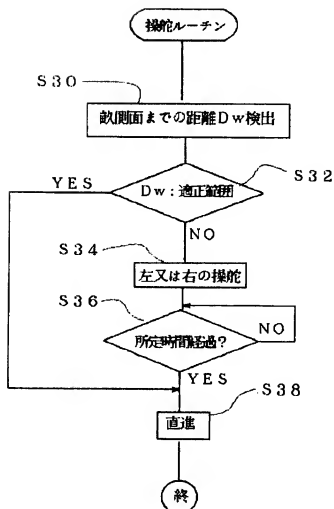 操舵ルーチン
S30
畝側面までの距離Dw検出
YES
S32
Dw:適正範囲
NO
S34
左又は右の操舵
S36
NO
所定時間経過?
YES
S38
直進
終